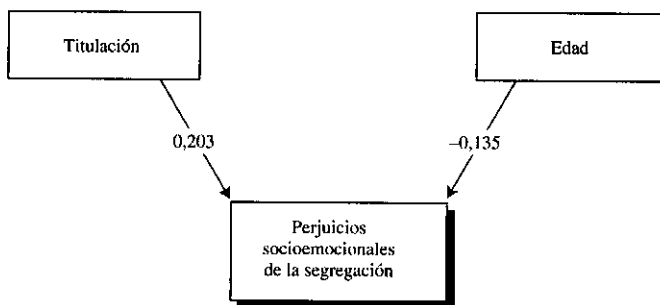 Titulación
Edad
0,203
–0,135
Perjuicios
socioemocionales
de la segregación